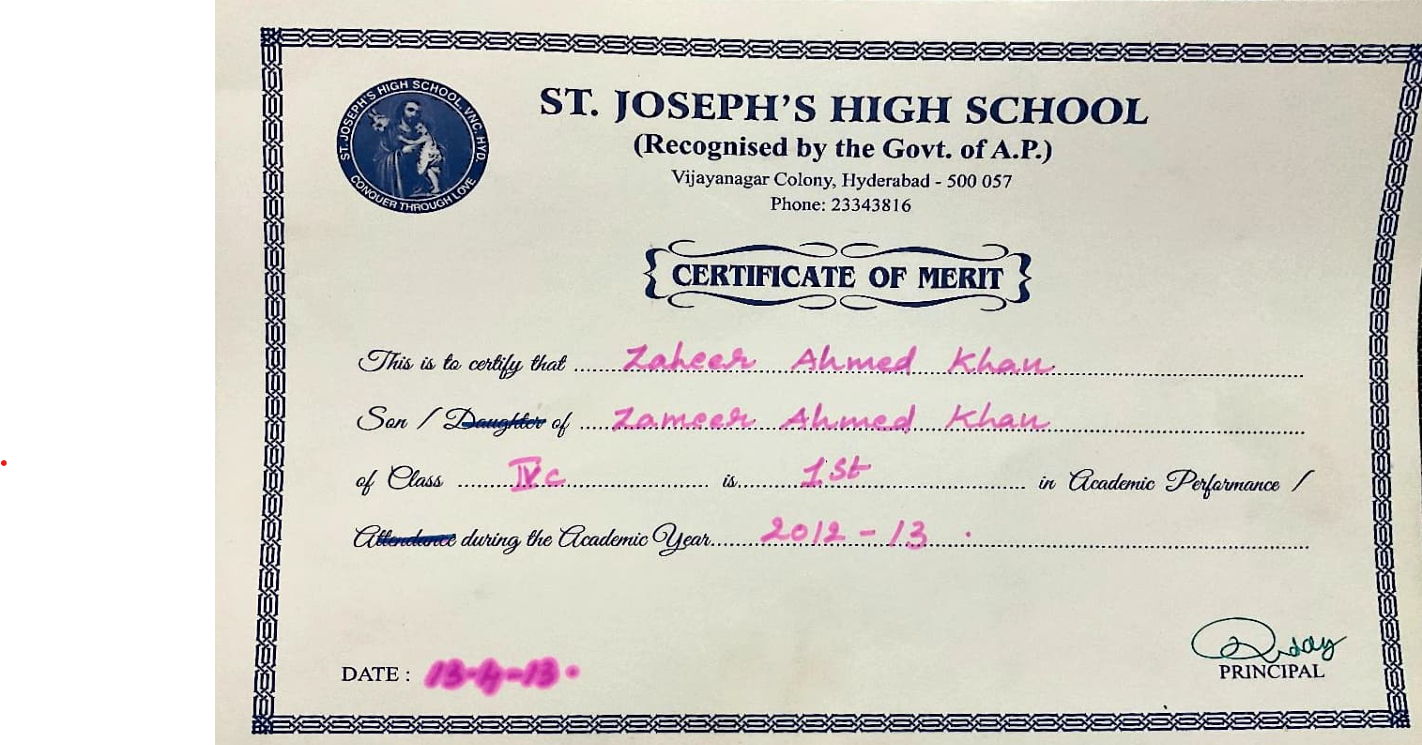 ST. JOSEPH'S HIGH SCHOOL, VNC, HYD.
CONQUER THROUGH LOVE
ST. JOSEPH'S HIGH SCHOOL
(Recognised by the Govt. of A.P.)
Vijayanagar Colony, Hyderabad - 500 057
Phone: 23343816
CERTIFICATE OF MERIT
This is to certify that Zaheer Ahmed Khan
Son / Daughter of Zameer Ahmed Khan
of Class IV c is 1st in Academic Performance /
Attendance during the Academic Year 2012 - 13 .
DATE : 13-4-13.
PRINCIPAL